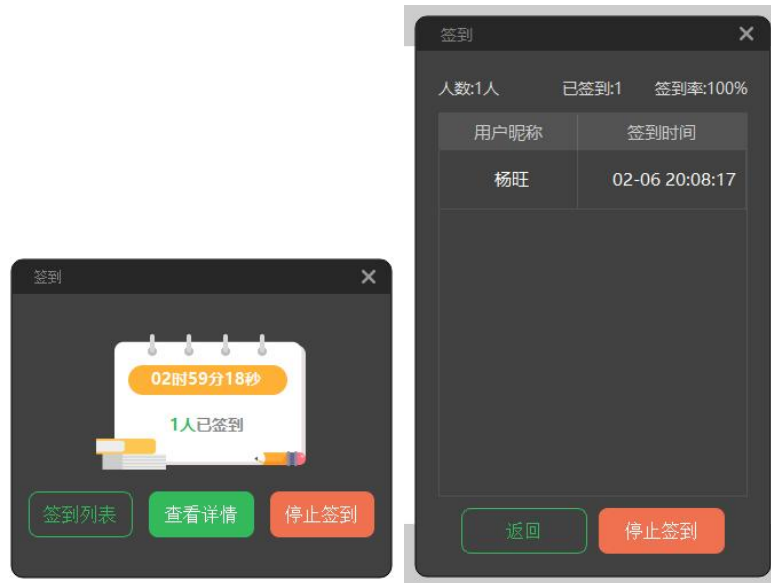 签到
02时59分18秒
1人已签到
签到列表 查看详情 停止签到
签到
人数:1人 已签到:1 签到率:100%
用户昵称 签到时间
杨旺 02-06 20:08:17
返回 停止签到